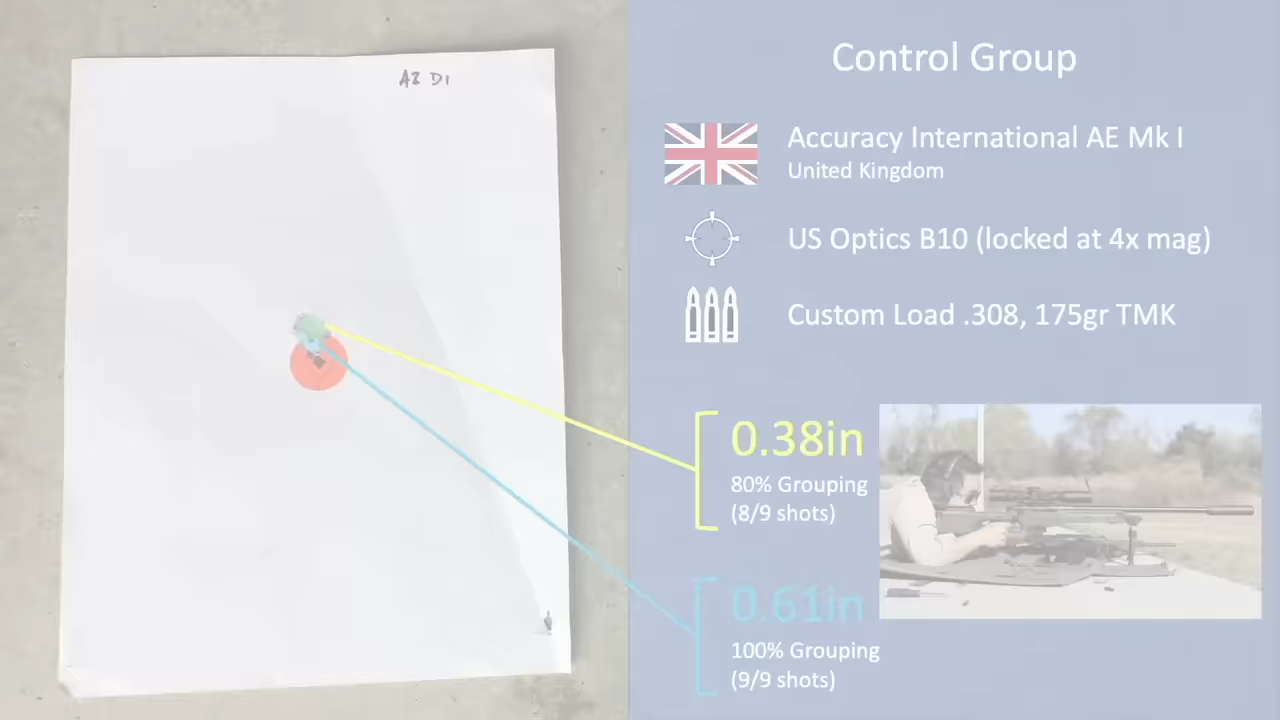 A2 D1
Control Group
Accuracy International AE Mk I
United Kingdom
US Optics B10 (locked at 4x mag)
Custom Load .308, 175gr TMK
0.38in
80% Grouping
(8/9 shots)
0.61in
100% Grouping
(9/9 shots)